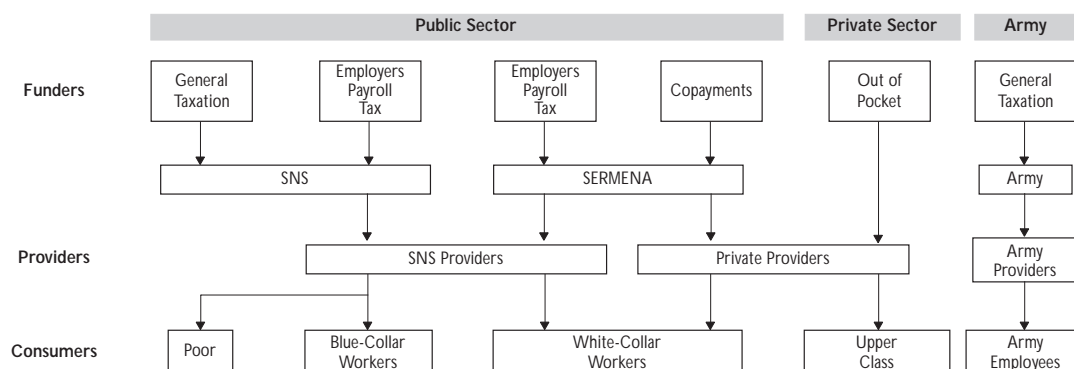 Public Sector
Private Sector
Army
Funders
General
Taxation
Employers
Payroll
Tax
Employers
Payroll
Tax
Copayments
Out of
Pocket
General
Taxation
SNS
SERMENA
Army
Providers
SNS Providers
Private Providers
Army
Providers
Consumers
Poor
Blue-Collar
Workers
White-Collar
Workers
Upper
Class
Army
Employees